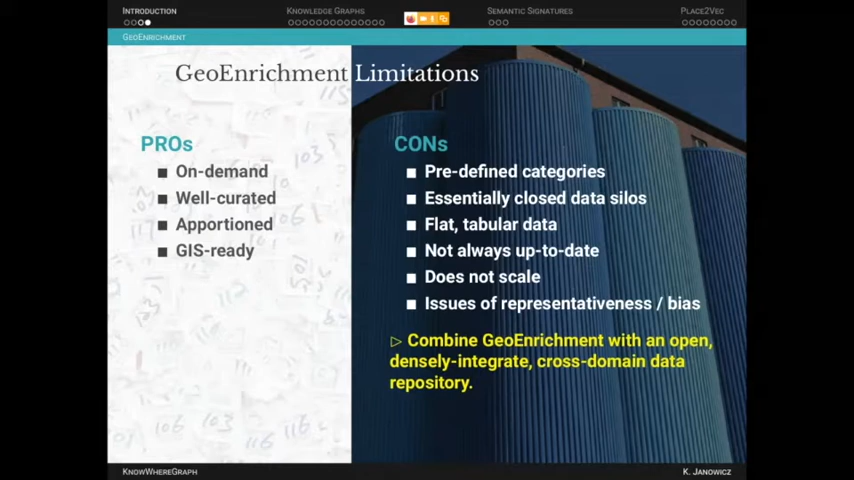 INTRODUCTION
KNOWLEDGE GRAPHS
SEMANTIC SIGNATURES
PLACE2VEC
GEOENRICHMENT
GeoEnrichment Limitations
PROs
■ On-demand
■ Well-curated
■ Apportioned
■ GIS-ready
CONs
■ Pre-defined categories
■ Essentially closed data silos
■ Flat, tabular data
■ Not always up-to-date
■ Does not scale
■ Issues of representativeness / bias
▷ Combine GeoEnrichment with an open,
densely-integrate, cross-domain data
repository.
KNOWWHEREGRAPH
K. JANOWICZ